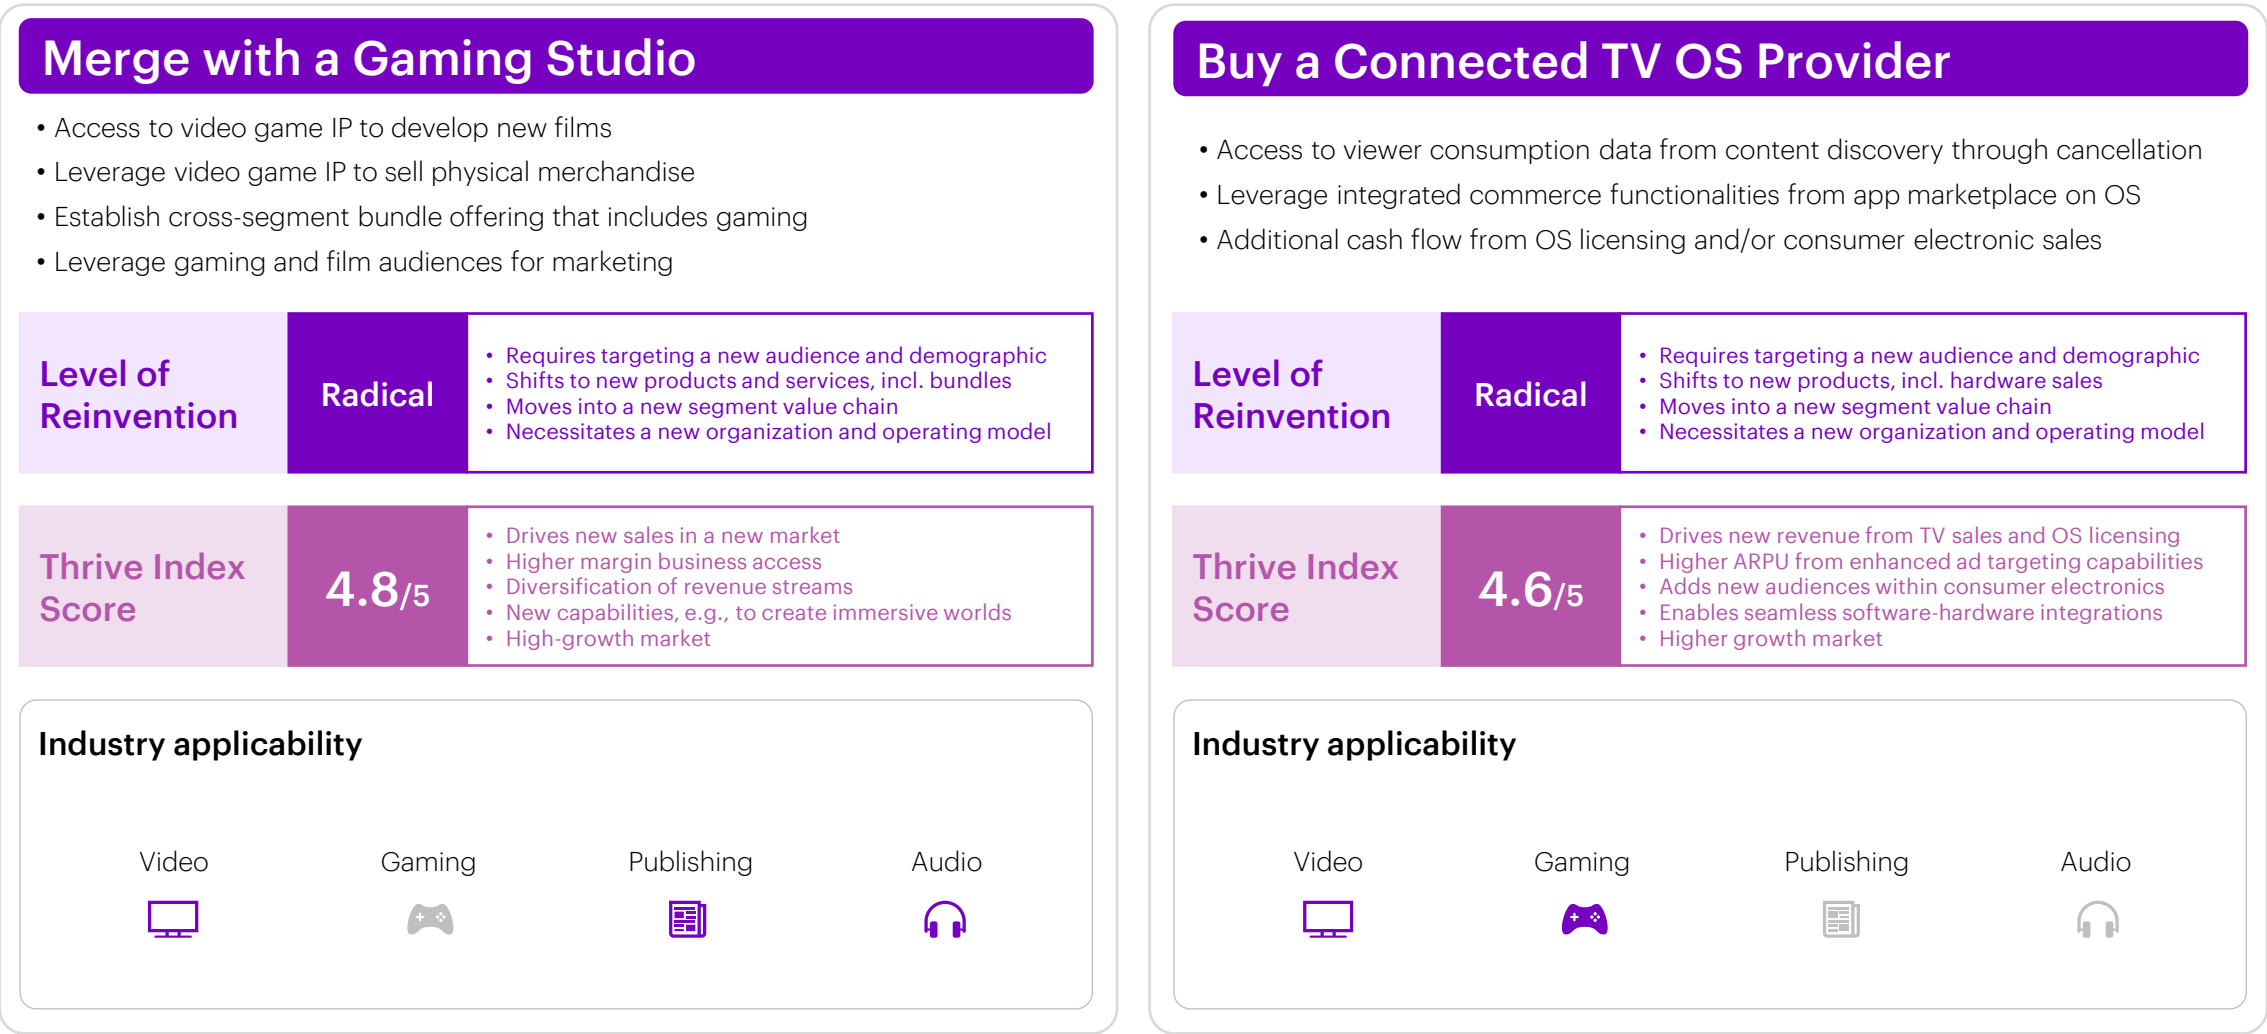 Merge with a Gaming Studio
• Access to video game IP to develop new films
• Leverage video game IP to sell physical merchandise
• Establish cross-segment bundle offering that includes gaming
• Leverage gaming and film audiences for marketing
Level of
Reinvention
Radical
• Requires targeting a new audience and demographic
• Shifts to new products and services, incl. bundles
• Moves into a new segment value chain
• Necessitates a new organization and operating model
Thrive Index
Score
4.8/5
• Drives new sales in a new market
• Higher margin business access
• Diversification of revenue streams
• New capabilities, e.g., to create immersive worlds
• High-growth market
Industry applicability
Video
Gaming
Publishing
Audio
Buy a Connected TV OS Provider
• Access to viewer consumption data from content discovery through cancellation
• Leverage integrated commerce functionalities from app marketplace on OS
• Additional cash flow from OS licensing and/or consumer electronic sales
Level of
Reinvention
Radical
• Requires targeting a new audience and demographic
• Shifts to new products, incl. hardware sales
• Moves into a new segment value chain
• Necessitates a new organization and operating model
Thrive Index
Score
4.6/5
• Drives new revenue from TV sales and OS licensing
• Higher ARPU from enhanced ad targeting capabilities
• Adds new audiences within consumer electronics
• Enables seamless software-hardware integrations
• Higher growth market
Industry applicability
Video
Gaming
Publishing
Audio